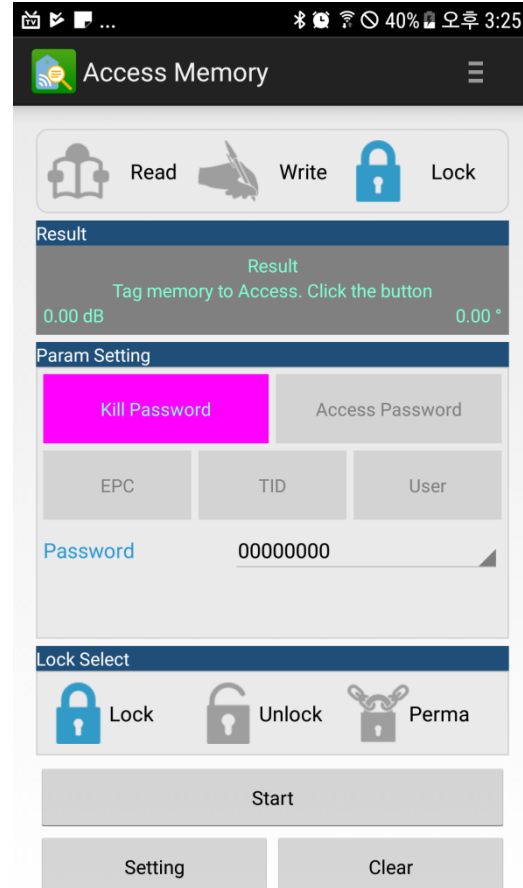 ... 40% 오후 3:25
Access Memory
Read Write Lock
Result
Result
Tag memory to Access. Click the button
0.00 dB 0.00 °
Param Setting
Kill Password Access Password
EPC TID User
Password 00000000
Lock Select
Lock Unlock Perma
Start
Setting Clear